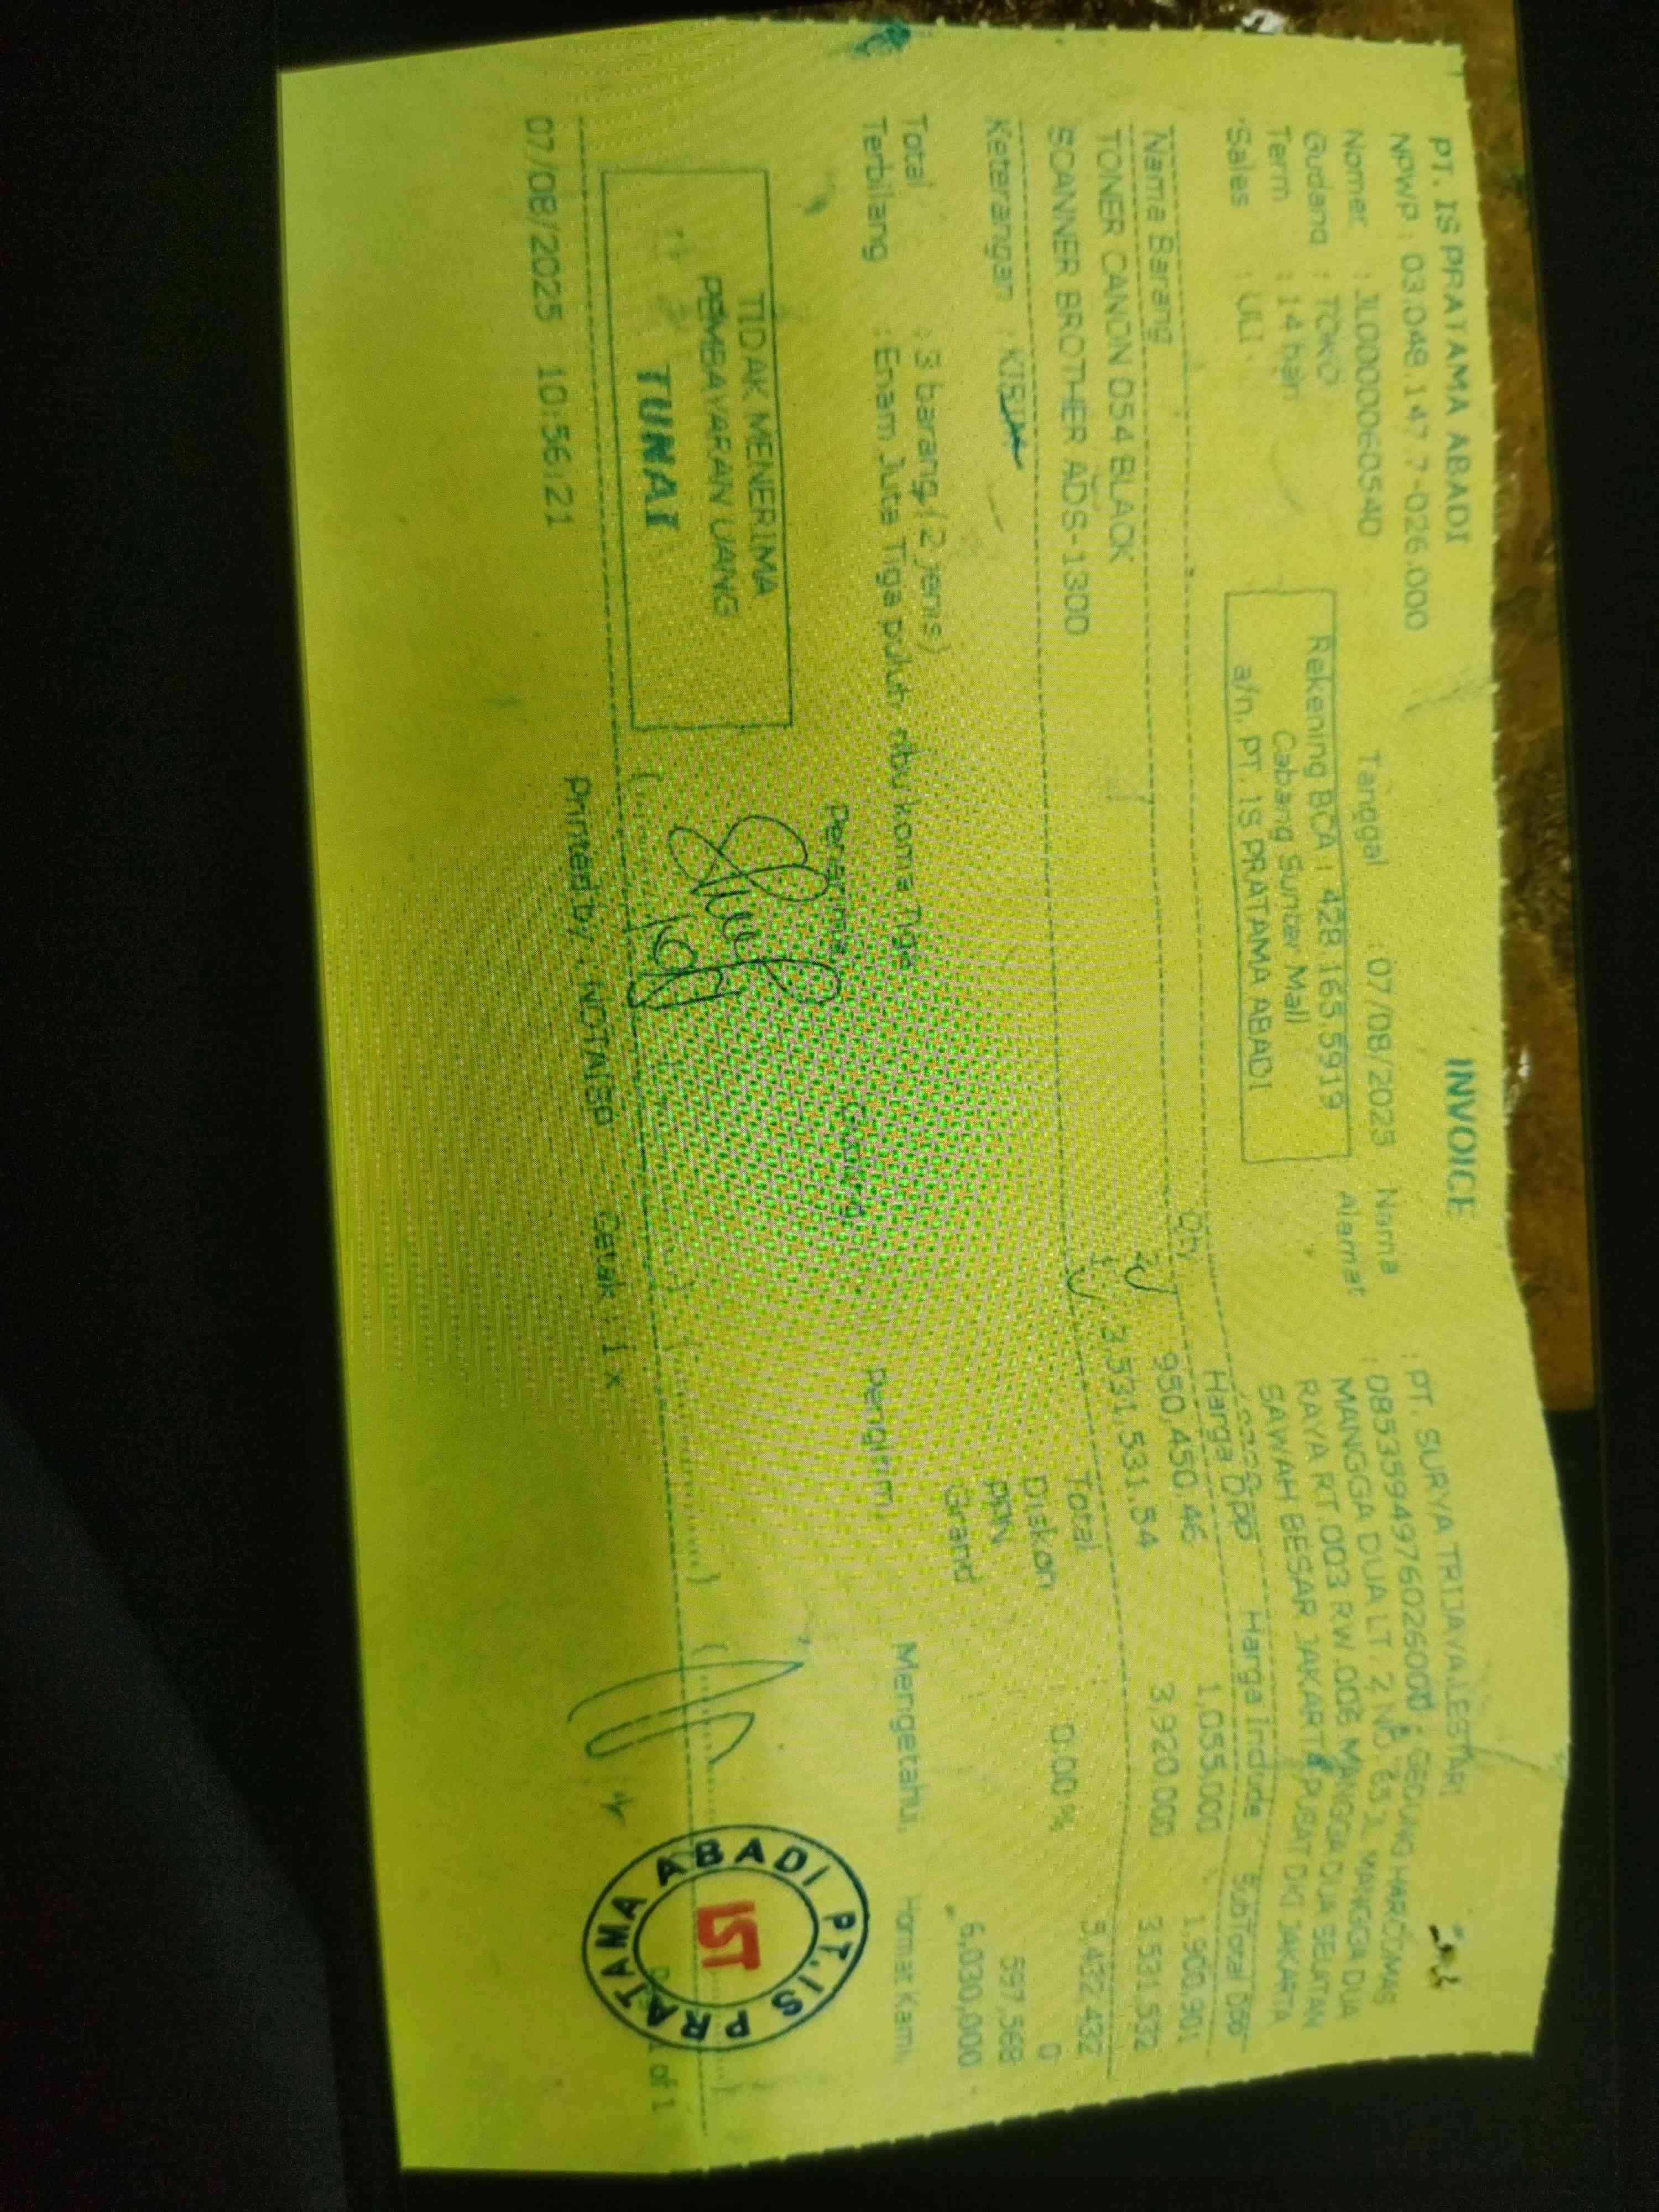 PT. IS PRATAMA ABADI
INVOICE
NPWP : 03.048.147.7-026.000
Nomer : JL0000060540
Gudang : TOKO
Term : 14 hari
Sales : ULI
Tanggal : 07/08/2025
Rekening BCA : 428.165.5919
Cabang Sunter Mall
a/n. PT. IS PRATAMA ABADI
Nama : PT. SURYA TRIJAYA LESTARI
Alamat : 0853594976026000 : GEDUNG HARCOMAS
MANGGA DUA LT. 2 NO. 65 JL. MANGGA DUA
RAYA RT.003 RW.006 MANGGA DUA SELATAN
SAWAH BESAR JAKARTA PUSAT DKI JAKARTA
Nama Barang Qty Harga Dpp Harga Include SubTotal Dpp
TONER CANON 054 BLACK 2 950,450.46 1,055,000 1,900,901
SCANNER BROTHER ADS-1300 1 3,531,531.54 3,920,000 3,531,532
Keterangan :
Total : 5,422,432
Diskon : 0.00 % 0
PPN 597,568
Grand : 6,030,000
Total : 3 barang (2 jenis)
Terbilang : Enam Juta Tiga puluh ribu koma Tiga
Penerima, Gudang, Pengirim, Mengetahui, Hormat Kami,
TIDAK MENERIMA
PEMBAYARAN UANG
TUNAI
PT. IS PRATAMA ABADI
IST
07/08/2025 10:56:21 Printed by : NOTAISP Cetak : 1 x of 1